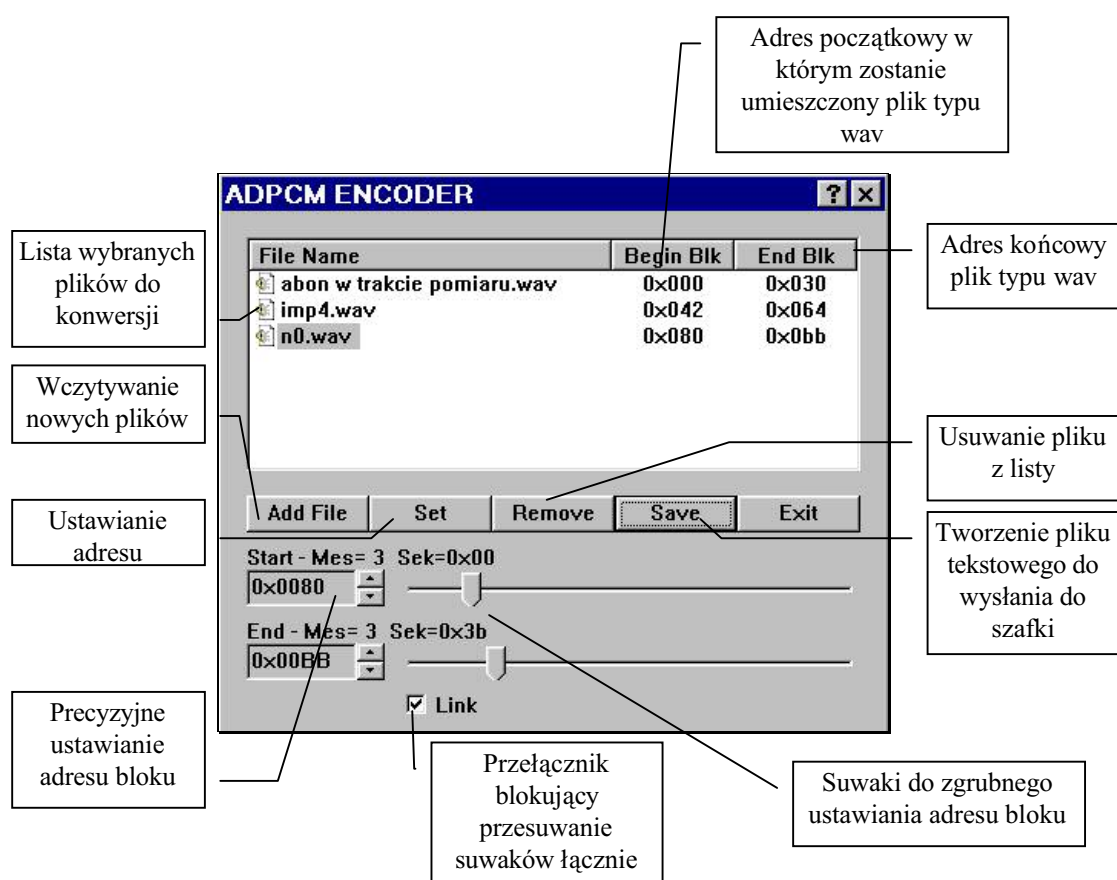 Adres początkowy w
którym zostanie
umieszczony plik typu
wav
ADPCM ENCODER
Lista wybranych
plików do
konwersji
File Name Begin Blk End Blk
abon w trakcie pomiaru.wav 0x000 0x030
imp4.wav 0x042 0x064
n0.wav 0x080 0x0bb
Adres końcowy
plik typu wav
Wczytywanie
nowych plików
Usuwanie pliku
z listy
Add File Set Remove Save Exit
Ustawianie
adresu
Tworzenie pliku
tekstowego do
wysłania do
szafki
Start - Mes= 3 Sek=0x00
0x0080
End - Mes= 3 Sek=0x3b
0x00BB
Link
Precyzyjne
ustawianie
adresu bloku
Przełącznik
blokujący
przesuwanie
suwaków łącznie
Suwaki do zgrubnego
ustawiania adresu bloku